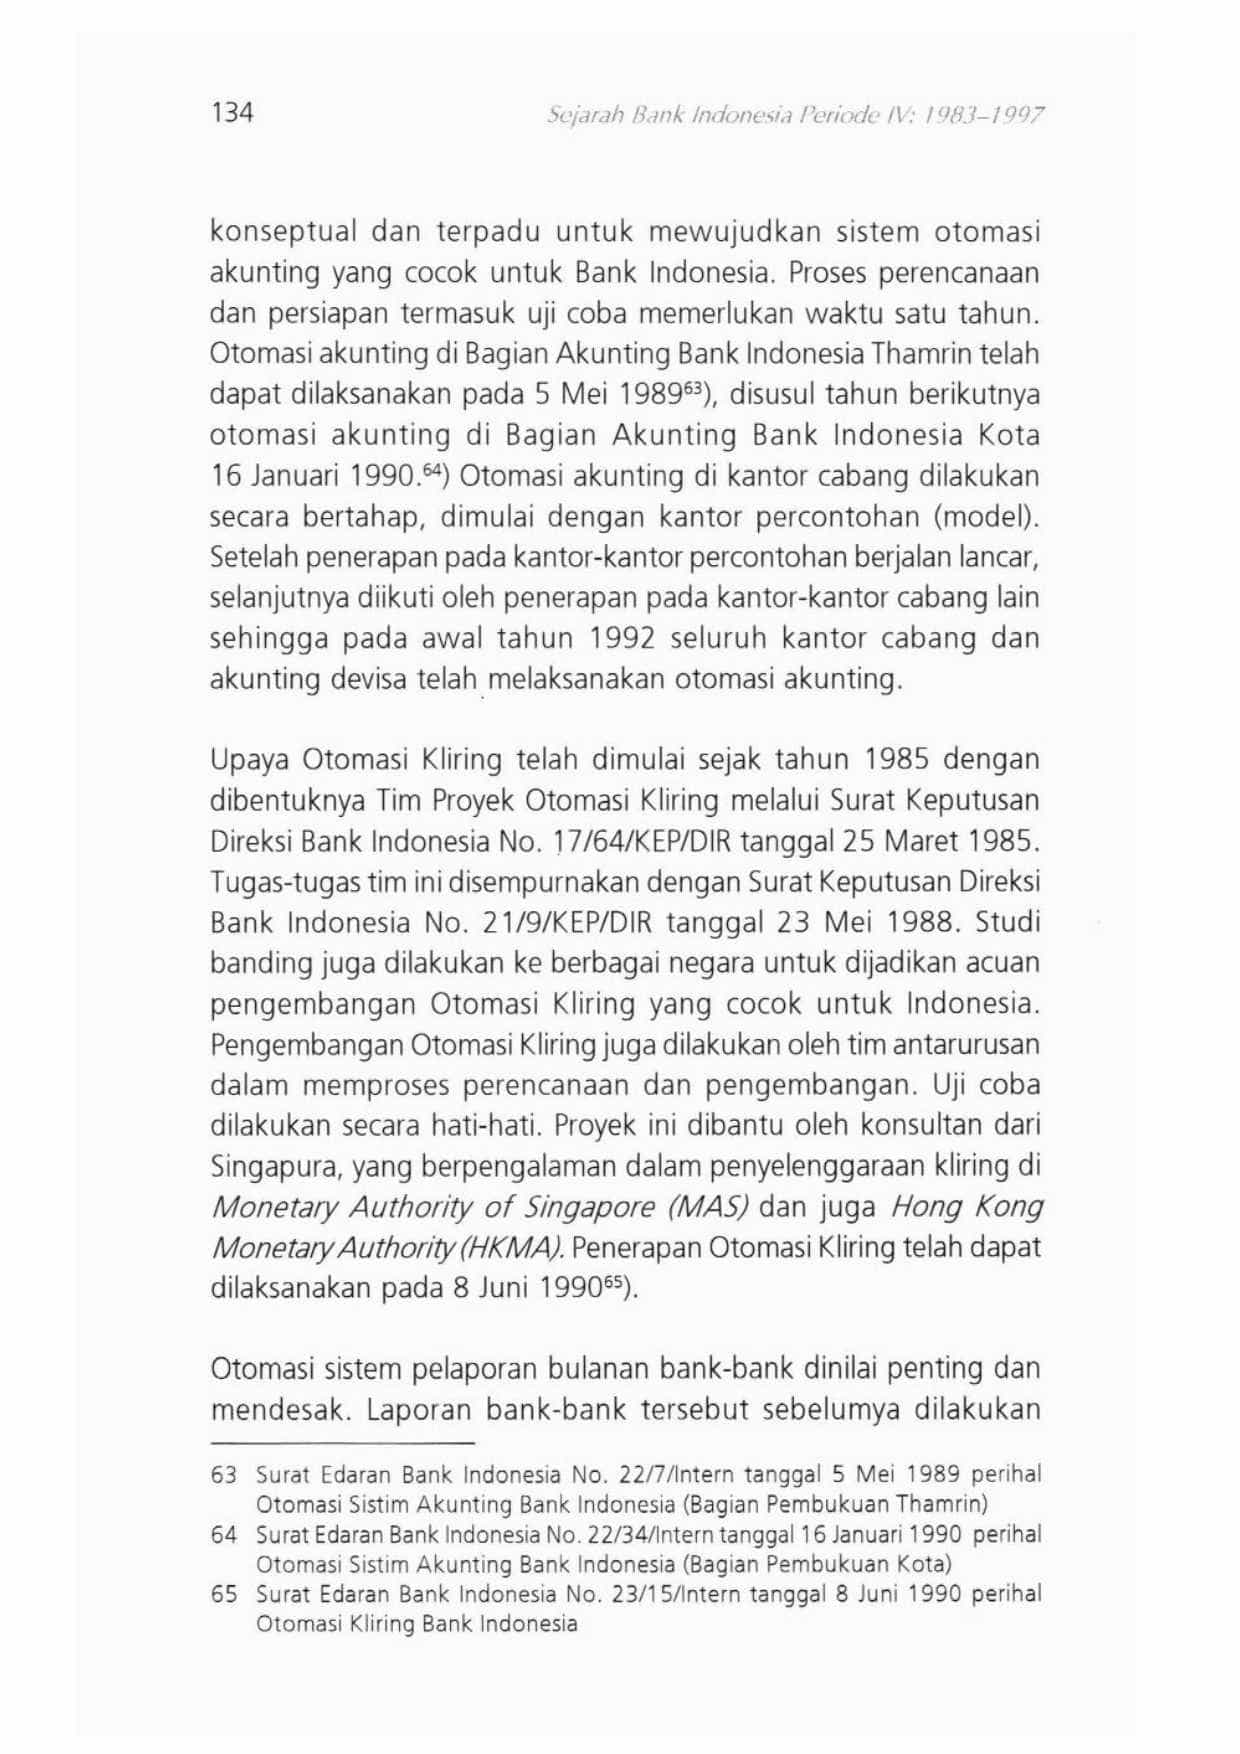 134
Sejarah Bank Indonesia Periode IV: 1983–1997
konseptual dan terpadu untuk mewujudkan sistem otomasi
akunting yang cocok untuk Bank Indonesia. Proses perencanaan
dan persiapan termasuk uji coba memerlukan waktu satu tahun.
Otomasi akunting di Bagian Akunting Bank Indonesia Thamrin telah
dapat dilaksanakan pada 5 Mei 1989⁶³), disusul tahun berikutnya
otomasi akunting di Bagian Akunting Bank Indonesia Kota
16 Januari 1990.⁶⁴) Otomasi akunting di kantor cabang dilakukan
secara bertahap, dimulai dengan kantor percontohan (model).
Setelah penerapan pada kantor-kantor percontohan berjalan lancar,
selanjutnya diikuti oleh penerapan pada kantor-kantor cabang lain
sehingga pada awal tahun 1992 seluruh kantor cabang dan
akunting devisa telah melaksanakan otomasi akunting.
Upaya Otomasi Kliring telah dimulai sejak tahun 1985 dengan
dibentuknya Tim Proyek Otomasi Kliring melalui Surat Keputusan
Direksi Bank Indonesia No. 17/64/KEP/DIR tanggal 25 Maret 1985.
Tugas-tugas tim ini disempurnakan dengan Surat Keputusan Direksi
Bank Indonesia No. 21/9/KEP/DIR tanggal 23 Mei 1988. Studi
banding juga dilakukan ke berbagai negara untuk dijadikan acuan
pengembangan Otomasi Kliring yang cocok untuk Indonesia.
Pengembangan Otomasi Kliring juga dilakukan oleh tim antarurusan
dalam memproses perencanaan dan pengembangan. Uji coba
dilakukan secara hati-hati. Proyek ini dibantu oleh konsultan dari
Singapura, yang berpengalaman dalam penyelenggaraan kliring di
Monetary Authority of Singapore (MAS) dan juga Hong Kong
Monetary Authority (HKMA). Penerapan Otomasi Kliring telah dapat
dilaksanakan pada 8 Juni 1990⁶⁵).
Otomasi sistem pelaporan bulanan bank-bank dinilai penting dan
mendesak. Laporan bank-bank tersebut sebelumya dilakukan
63 Surat Edaran Bank Indonesia No. 22/7/Intern tanggal 5 Mei 1989 perihal
Otomasi Sistim Akunting Bank Indonesia (Bagian Pembukuan Thamrin)
64 Surat Edaran Bank Indonesia No. 22/34/Intern tanggal 16 Januari 1990 perihal
Otomasi Sistim Akunting Bank Indonesia (Bagian Pembukuan Kota)
65 Surat Edaran Bank Indonesia No. 23/15/Intern tanggal 8 Juni 1990 perihal
Otomasi Kliring Bank Indonesia